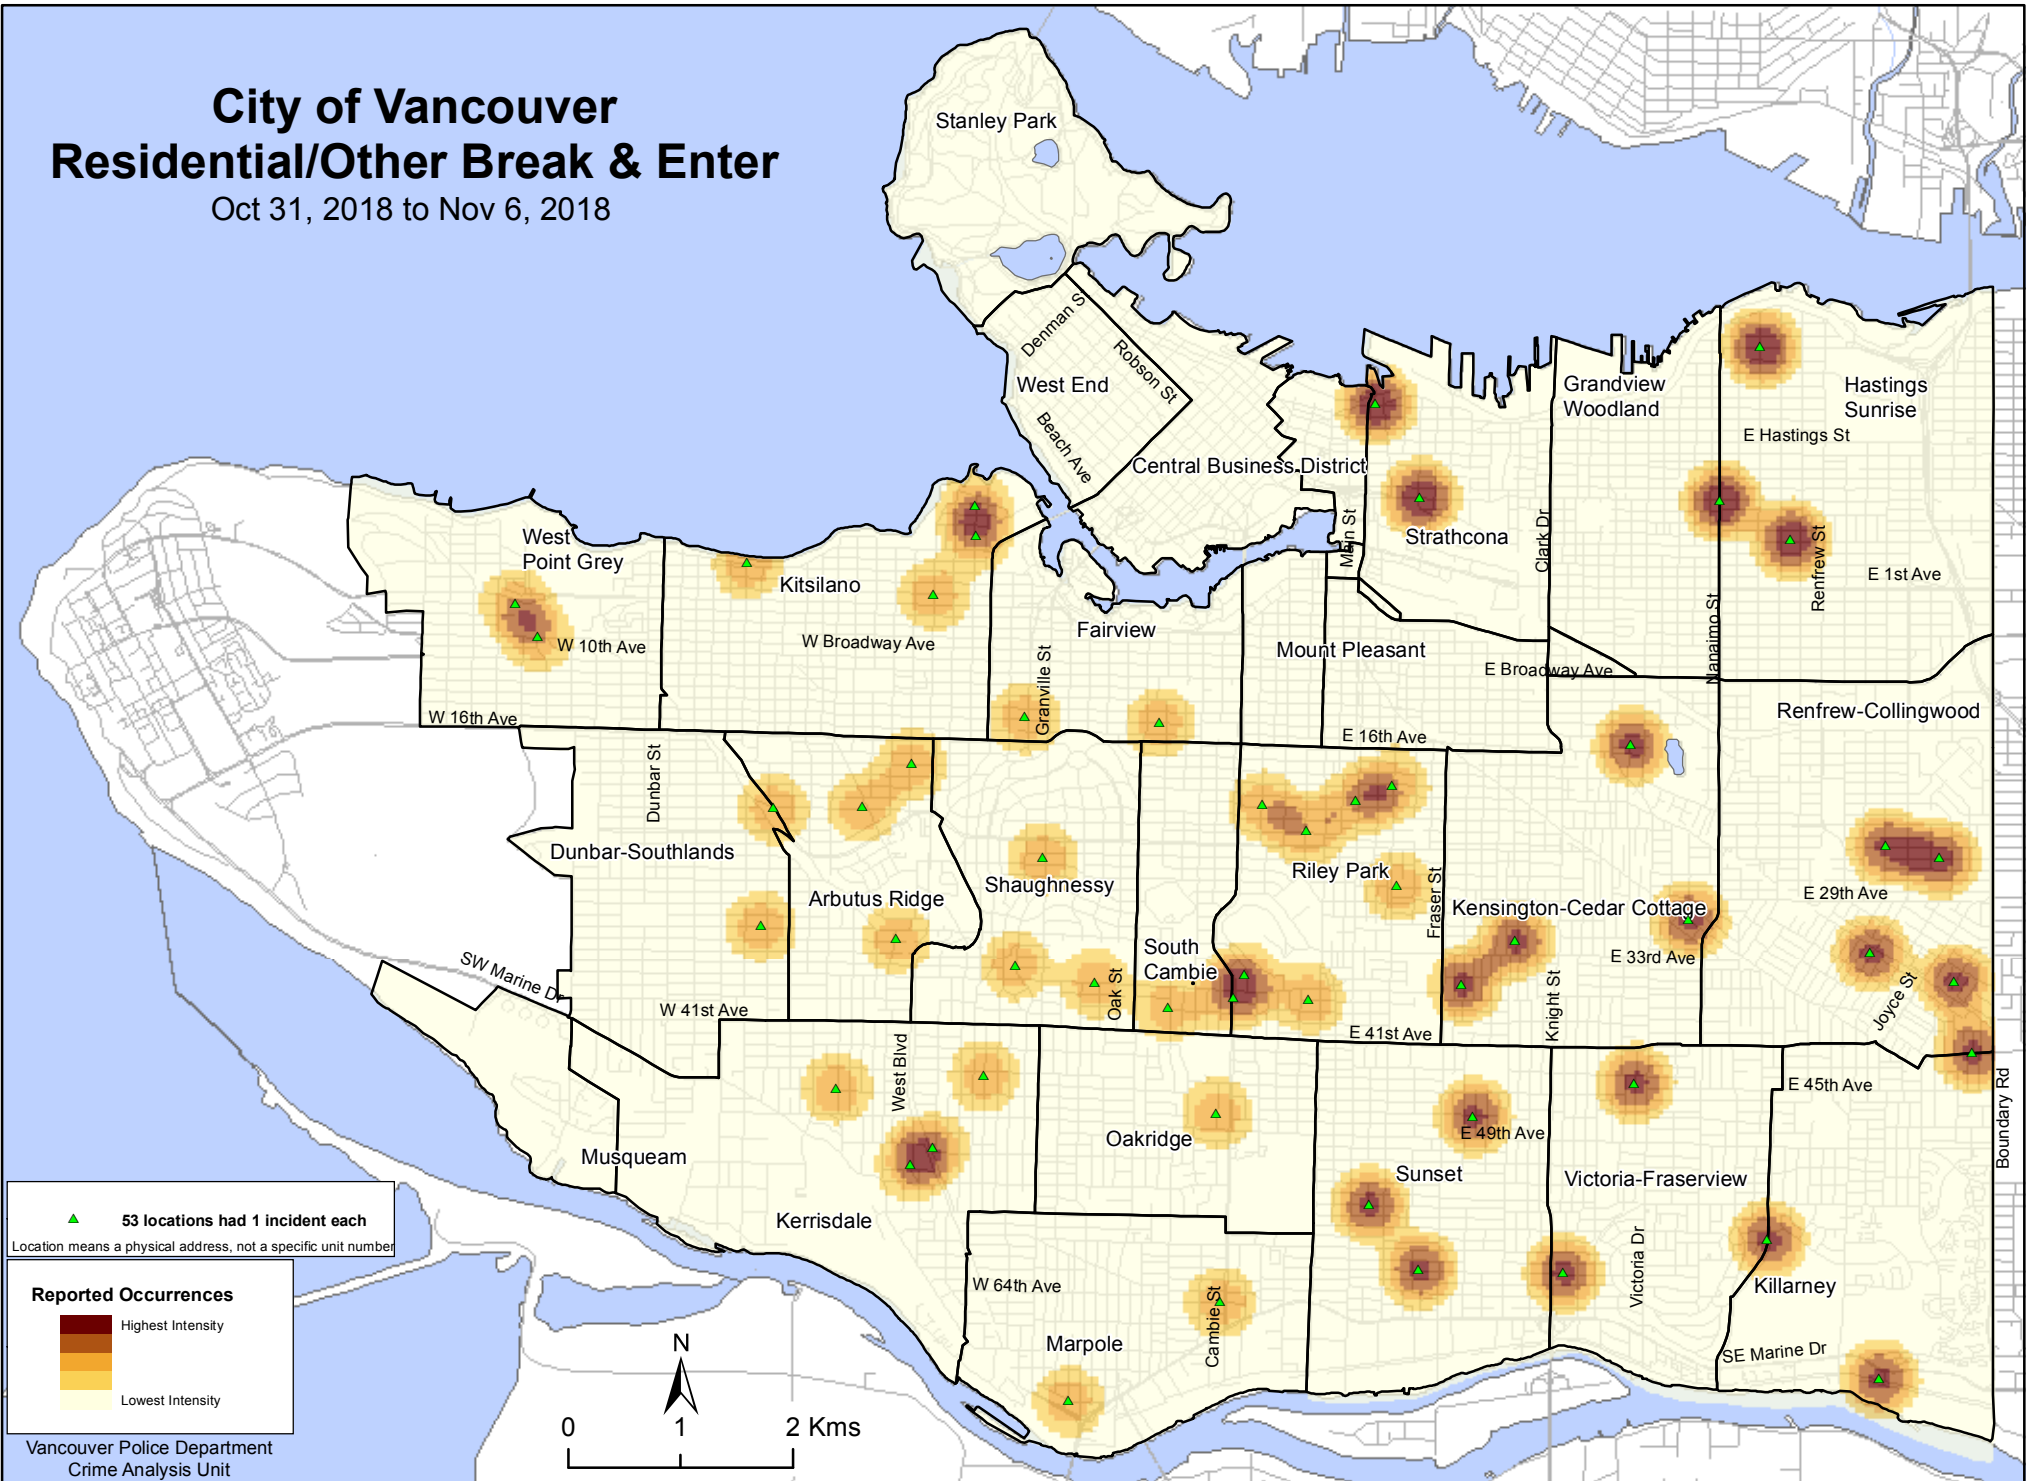 City of Vancouver
Residential/Other Break & Enter
Oct 31, 2018 to Nov 6, 2018
Stanley Park
Denman S
Robson St
West End
Beach Ave
Central Business District
Main St
Strathcona
Clark Dr
Grandview
Woodland
Hastings
Sunrise
E Hastings St
E 1st Ave
Renfrew St
Nanaimo St
West
Point Grey
W 10th Ave
Kitsilano
W Broadway Ave
Fairview
Granville St
Mount Pleasant
E Broadway Ave
W 16th Ave
E 16th Ave
Renfrew-Collingwood
Dunbar St
Dunbar-Southlands
Arbutus Ridge
Shaughnessy
Riley Park
Fraser St
Kensington-Cedar Cottage
E 29th Ave
E 33rd Ave
South
Cambie
Oak St
Knight St
Joyce St
SW Marine Dr
W 41st Ave
E 41st Ave
West Blvd
E 45th Ave
Boundary Rd
Musqueam
Oakridge
E 49th Ave
Sunset
Victoria-Fraserview
Kerrisdale
Victoria Dr
Killarney
W 64th Ave
Cambie St
Marpole
SE Marine Dr
53 locations had 1 incident each
Location means a physical address, not a specific unit number
Reported Occurrences
Highest Intensity
Lowest Intensity
Vancouver Police Department
Crime Analysis Unit
N
0 1 2 Kms